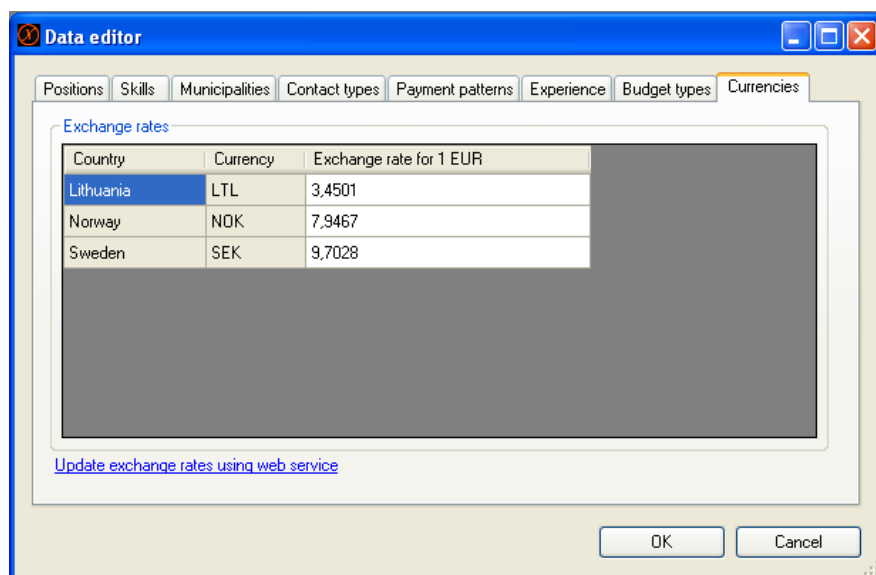 Data editor
Positions Skills Municipalities Contact types Payment patterns Experience Budget types Currencies
Exchange rates
Country Currency Exchange rate for 1 EUR
Lithuania LTL 3,4501
Norway NOK 7,9467
Sweden SEK 9,7028
Update exchange rates using web service
OK Cancel